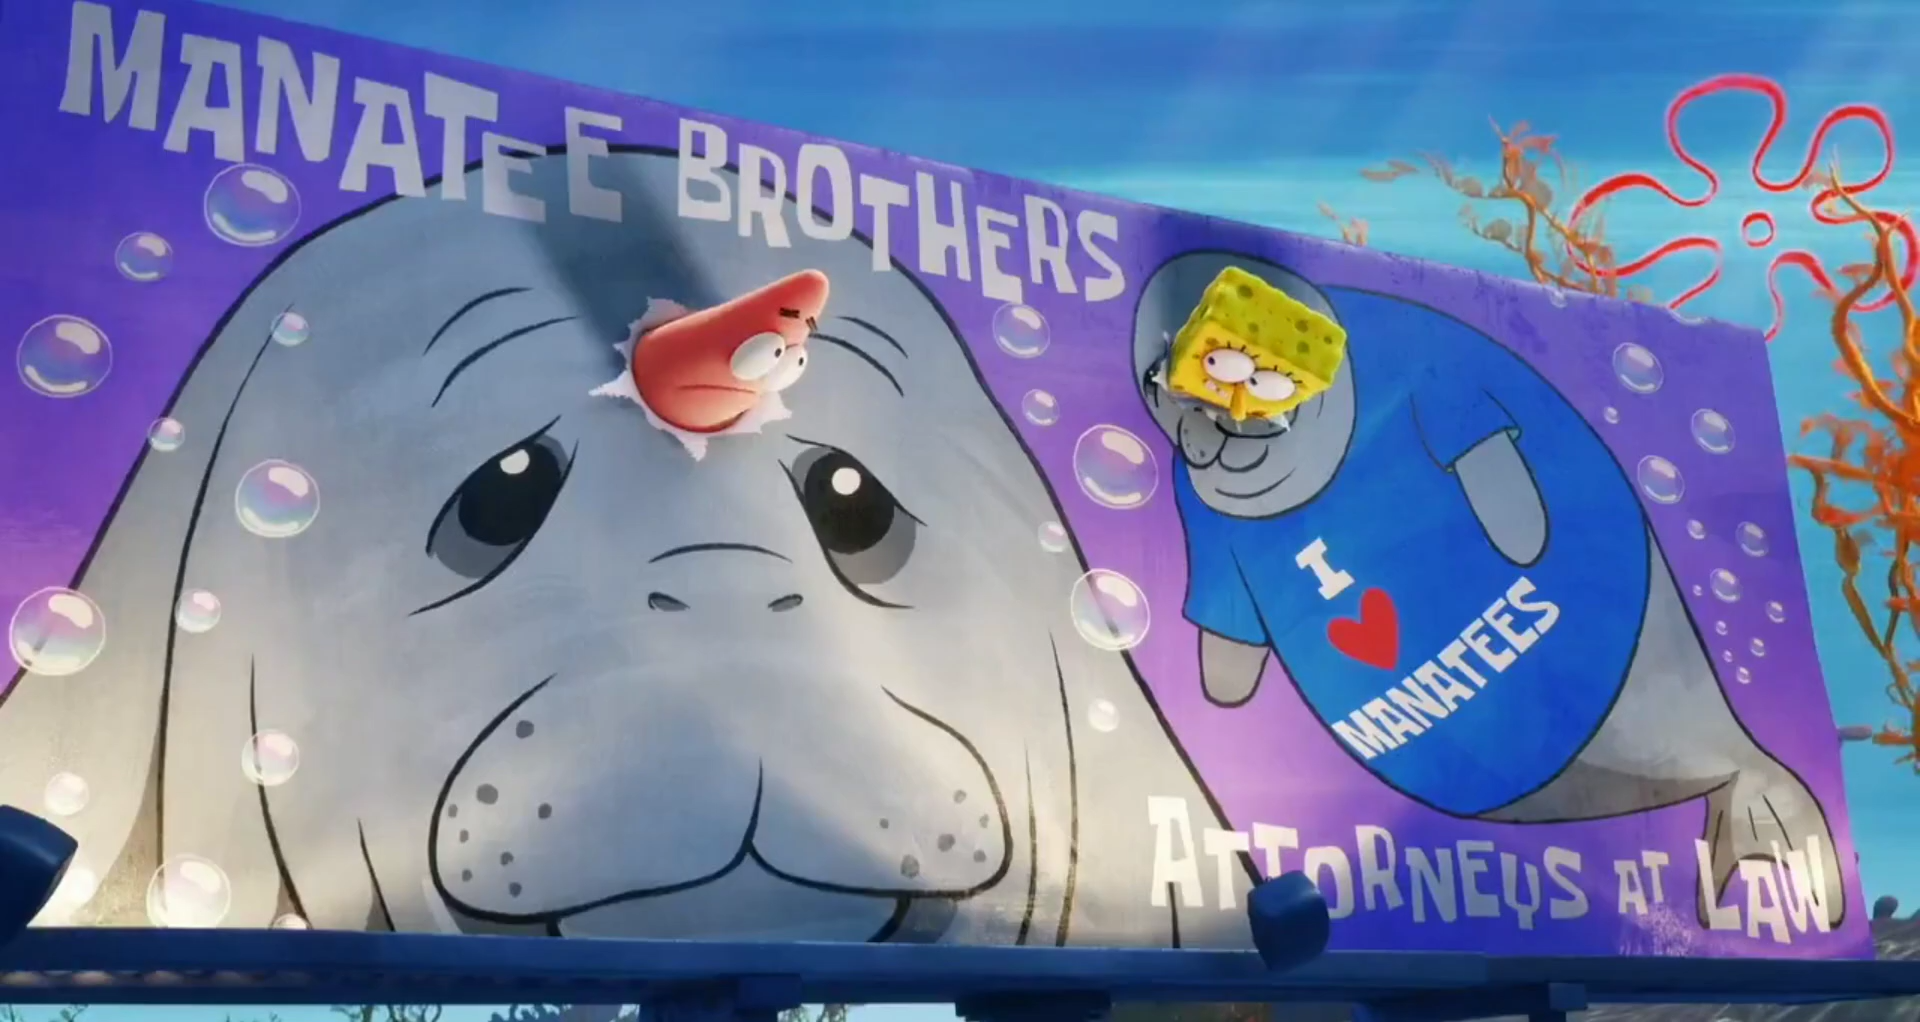 MANATEE BROTHERS
I
❤
MANATEES
ATTORNEYS AT LAW